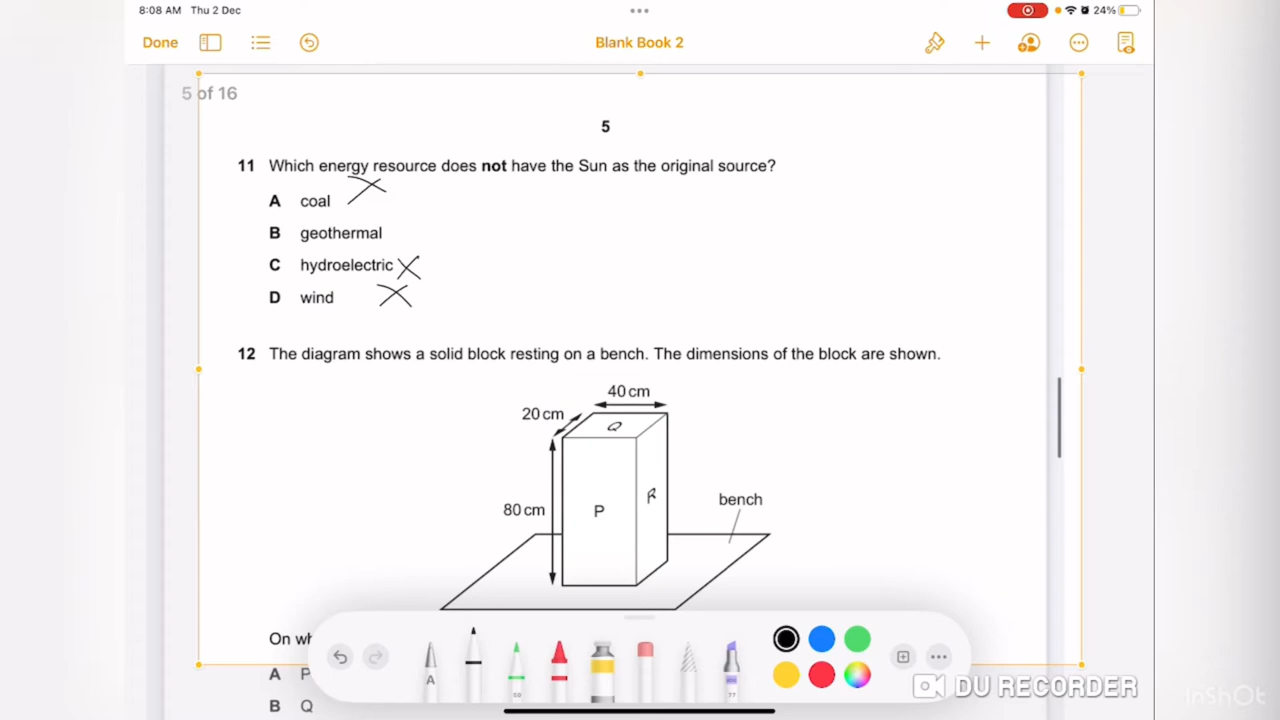 8:08 AM Thu 2 Dec
24%
Done
Blank Book 2
5 of 16
5
11 Which energy resource does not have the Sun as the original source?
A coal
B geothermal
C hydroelectric
D wind
12 The diagram shows a solid block resting on a bench. The dimensions of the block are shown.
40 cm
20 cm
Q
80 cm
P
R
bench
On wh
A P
B Q
A
50
77
DU RECORDER
InShOt